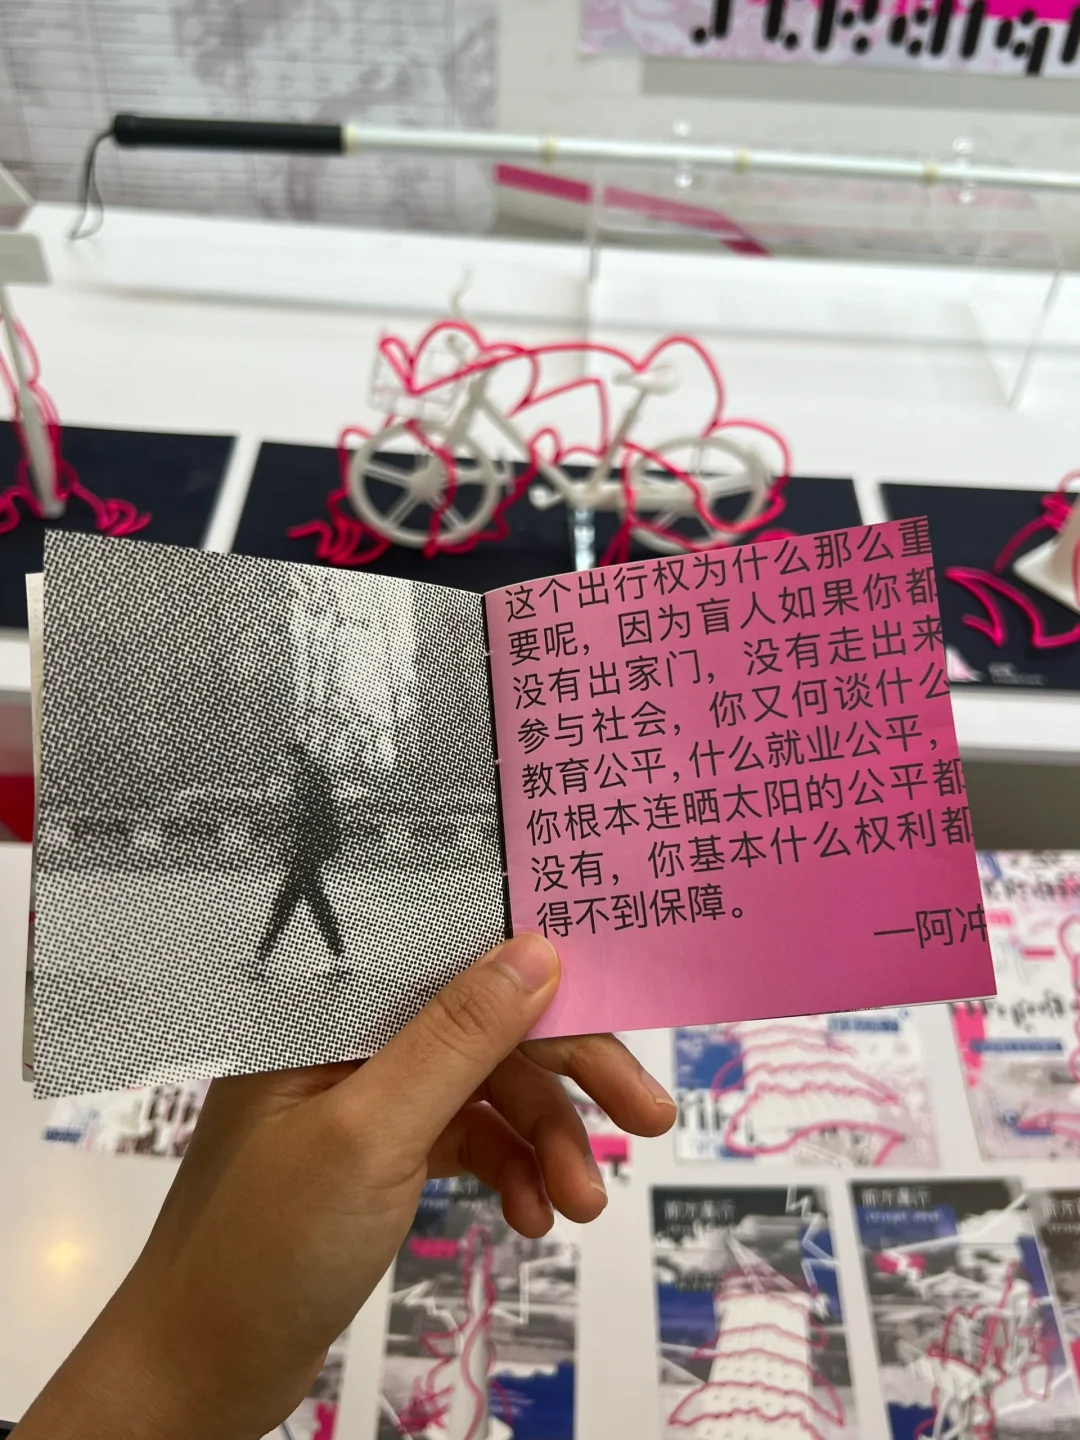 这个出行权为什么那么重
要呢，因为盲人如果你都
没有出家门，没有走出来
参与社会，你又何谈什么
教育公平，什么就业公平，
你根本连晒太阳的公平都
没有，你基本什么权利都
得不到保障。
—阿冲